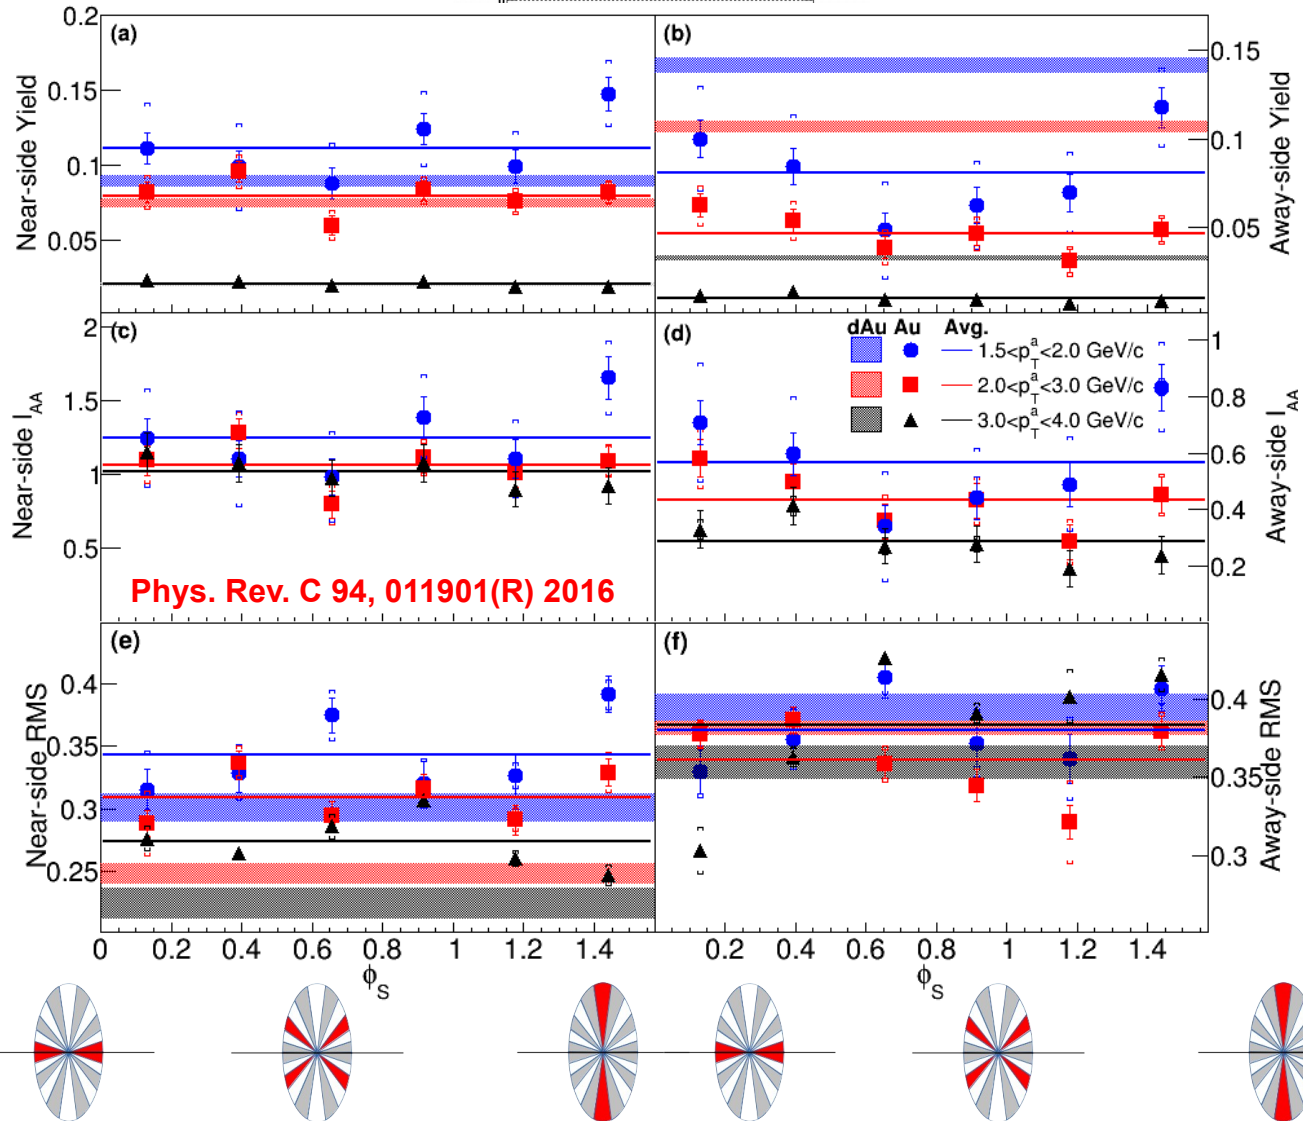 0.2
(a)
(b)
0.15
0.15
Near-side Yield
0.1
0.1
Away-side Yield
0.05
0.05
2
(c)
(d)
dAu Au Avg.
1
1.5<p_T^a<2.0 GeV/c
2.0<p_T^a<3.0 GeV/c
3.0<p_T^a<4.0 GeV/c
1.5
0.8
Near-side I_AA
1
0.6
Away-side I_AA
0.4
0.5
0.2
Phys. Rev. C 94, 011901(R) 2016
(e)
(f)
0.4
0.4
Near-side RMS
0.35
0.35
Away-side RMS
0.3
0.3
0.25
0 0.2 0.4 0.6 0.8 1 1.2 1.4
0.2 0.4 0.6 0.8 1 1.2 1.4
ϕ_S
ϕ_S